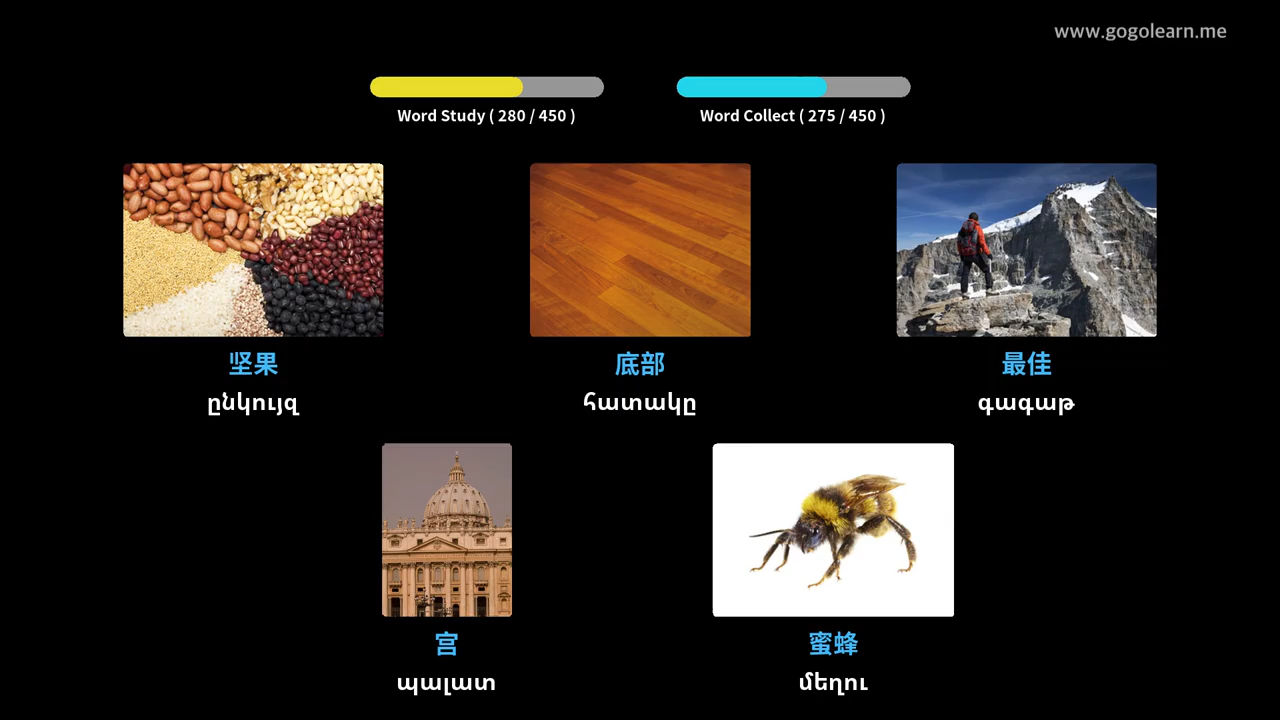 www.gogolearn.me
Word Study ( 280 / 450 )
Word Collect ( 275 / 450 )
坚果
底部
最佳
ընկույզ
հատակը
գագաթ
宫
蜜蜂
պալատ
մեղու